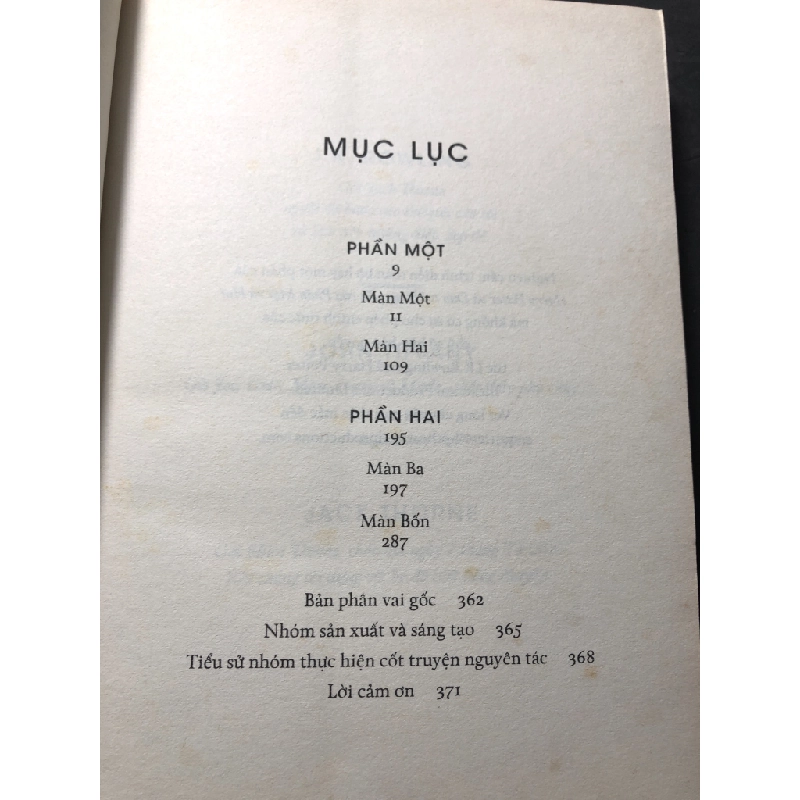 MỤC LỤC
PHẦN MỘT
9
Màn Một
11
Màn Hai
109
PHẦN HAI
195
Màn Ba
197
Màn Bốn
287
Bản phân vai gốc 362
Nhóm sản xuất và sáng tạo 365
Tiểu sử nhóm thực hiện cốt truyện nguyên tác 368
Lời cảm ơn 371